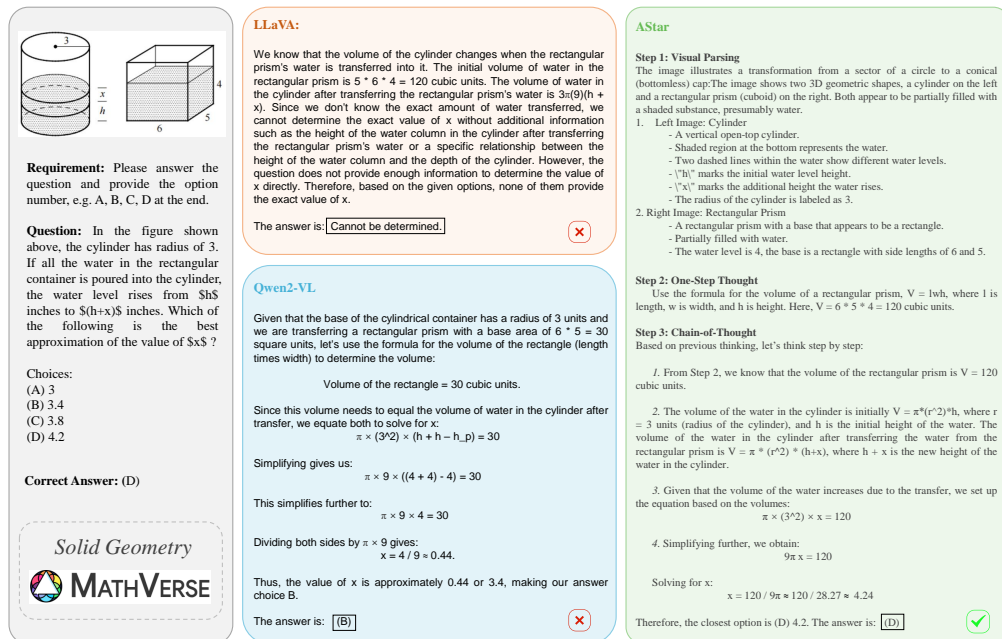 3
x
h
4
5
6
Requirement: Please answer the
question and provide the option
number, e.g. A, B, C, D at the end.
Question: In the figure shown
above, the cylinder has radius of 3.
If all the water in the rectangular
container is poured into the cylinder,
the water level rises from $h$
inches to $(h+x)$ inches. Which of
the following is the best
approximation of the value of $x$ ?
Choices:
(A) 3
(B) 3.4
(C) 3.8
(D) 4.2
Correct Answer: (D)
Solid Geometry
MATHVERSE
LLaVA:
We know that the volume of the cylinder changes when the rectangular
prism's water is transferred into it. The initial volume of water in the
rectangular prism is 5 * 6 * 4 = 120 cubic units. The volume of water in
the cylinder after transferring the rectangular prism's water is 3π(9)(h +
x). Since we don't know the exact amount of water transferred, we
cannot determine the exact value of x without additional information
such as the height of the water column in the cylinder after transferring
the rectangular prism's water or a specific relationship between the
height of the water column and the depth of the cylinder. However, the
question does not provide enough information to determine the value of
x directly. Therefore, based on the given options, none of them provide
the exact value of x.
The answer is: Cannot be determined.
Qwen2-VL
Given that the base of the cylindrical container has a radius of 3 units and
we are transferring a rectangular prism with a base area of 6 * 5 = 30
square units, let's use the formula for the volume of the rectangle (length
times width) to determine the volume:
Volume of the rectangle = 30 cubic units.
Since this volume needs to equal the volume of water in the cylinder after
transfer, we equate both to solve for x:
π × (3^2) × (h + h − h_p) = 30
Simplifying gives us:
π × 9 × ((4 + 4) - 4) = 30
This simplifies further to:
π × 9 × 4 = 30
Dividing both sides by π × 9 gives:
x = 4 / 9 ≈ 0.44.
Thus, the value of x is approximately 0.44 or 3.4, making our answer
choice B.
The answer is: (B)
AStar
Step 1: Visual Parsing
The image illustrates a transformation from a sector of a circle to a conical
(bottomless) cap:The image shows two 3D geometric shapes, a cylinder on the left
and a rectangular prism (cuboid) on the right. Both appear to be partially filled with
a shaded substance, presumably water.
1. Left Image: Cylinder
- A vertical open-top cylinder.
- Shaded region at the bottom represents the water.
- Two dashed lines within the water show different water levels.
- \"h\" marks the initial water level height.
- \"x\" marks the additional height the water rises.
- The radius of the cylinder is labeled as 3.
2. Right Image: Rectangular Prism
- A rectangular prism with a base that appears to be a rectangle.
- Partially filled with water.
- The water level is 4, the base is a rectangle with side lengths of 6 and 5.
Step 2: One-Step Thought
Use the formula for the volume of a rectangular prism, V = lwh, where l is
length, w is width, and h is height. Here, V = 6 * 5 * 4 = 120 cubic units.
Step 3: Chain-of-Thought
Based on previous thinking, let's think step by step:
1. From Step 2, we know that the volume of the rectangular prism is V = 120
cubic units.
2. The volume of the water in the cylinder is initially V = π*(r^2)*h, where r
= 3 units (radius of the cylinder), and h is the initial height of the water. The
volume of the water in the cylinder after transferring the water from the
rectangular prism is V = π * (r^2) * (h+x), where h + x is the new height of the
water in the cylinder.
3. Given that the volume of the water increases due to the transfer, we set up
the equation based on the volumes:
π × (3^2) × x = 120
4. Simplifying further, we obtain:
9π x = 120
Solving for x:
x = 120 / 9π ≈ 120 / 28.27 ≈ 4.24
Therefore, the closest option is (D) 4.2. The answer is: (D)